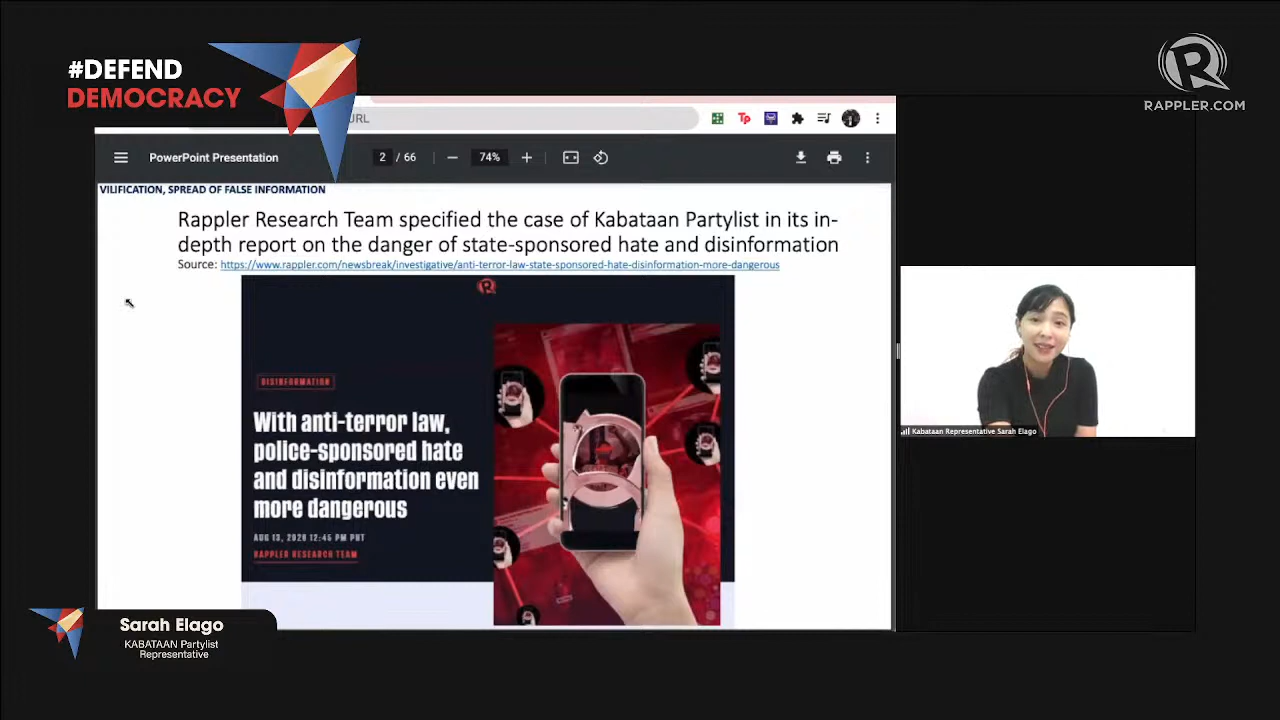 #DEFEND
DEMOCRACY
RAPPLER.COM
URL
Tp
PowerPoint Presentation
2 / 66
74%
VILIFICATION, SPREAD OF FALSE INFORMATION
Rappler Research Team specified the case of Kabataan Partylist in its in-
depth report on the danger of state-sponsored hate and disinformation
Source: https://www.rappler.com/newsbreak/investigative/anti-terror-law-state-sponsored-hate-disinformation-more-dangerous
DISINFORMATION
With anti-terror law,
police-sponsored hate
and disinformation even
more dangerous
AUG 13, 2020 12:45 PM PHT
RAPPLER RESEARCH TEAM
Kabataan Representative Sarah Elago
Sarah Elago
KABATAAN Partylist
Representative